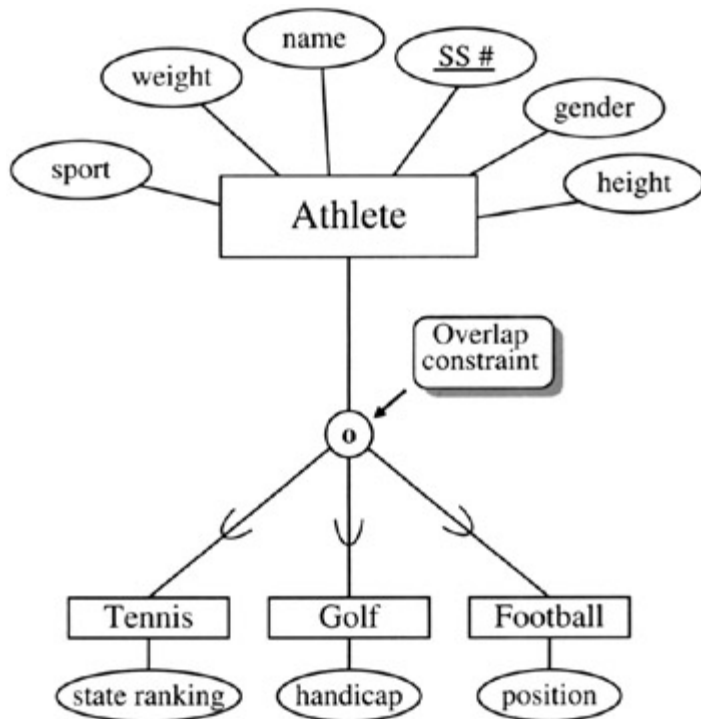 name
SS #
weight
gender
sport
height
Athlete
Overlap
constraint
o
Tennis
Golf
Football
state ranking
handicap
position